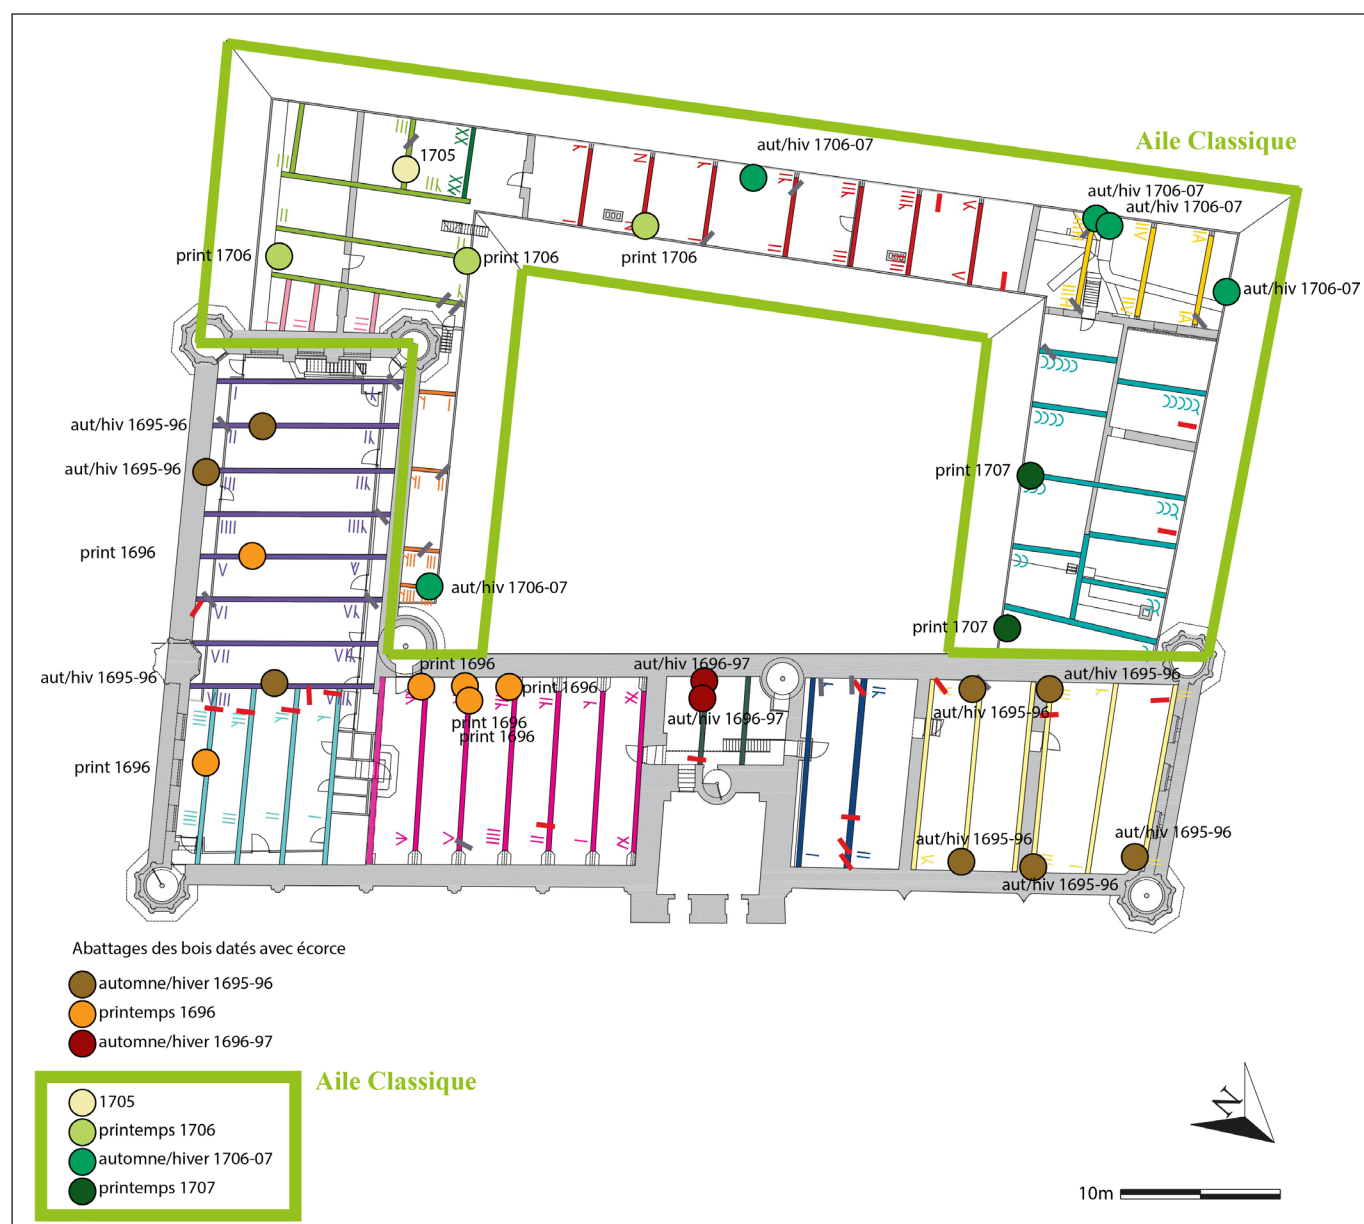 Aile Classique
aut/hiv 1706-07
1705
aut/hiv 1706-07
aut/hiv 1706-07
print 1706
print 1706
print 1706
aut/hiv 1706-07
aut/hiv 1695-96
aut/hiv 1695-96
print 1707
print 1696
aut/hiv 1706-07
print 1707
aut/hiv 1695-96
print 1696
aut/hiv 1696-97
aut/hiv 1695-96
print 1696
aut/hiv 1695-96
print 1696
aut/hiv 1696-97
print 1696
print 1696
aut/hiv 1695-96
aut/hiv 1695-96
aut/hiv 1695-96
Abattages des bois datés avec écorce
automne/hiver 1695-96
printemps 1696
automne/hiver 1696-97
Aile Classique
1705
printemps 1706
automne/hiver 1706-07
printemps 1707
N
10m